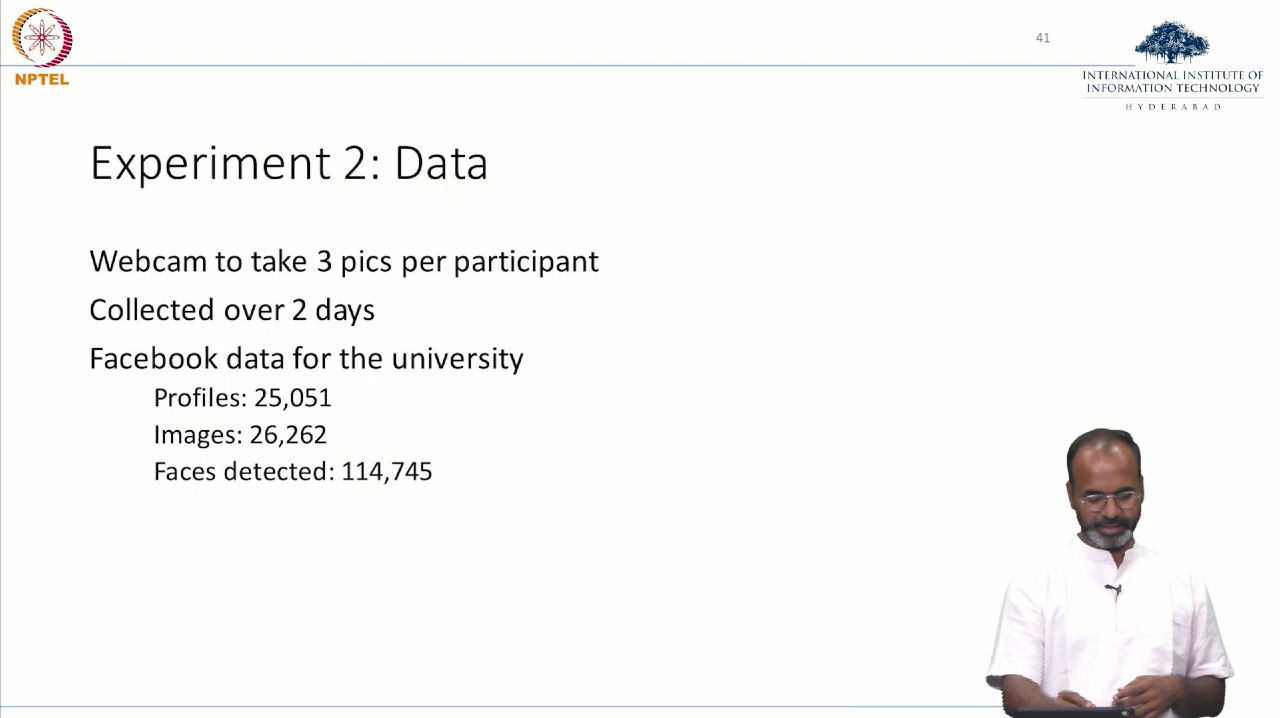 41
NPTEL
INTERNATIONAL INSTITUTE OF
INFORMATION TECHNOLOGY
HYDERABAD
Experiment 2: Data
Webcam to take 3 pics per participant
Collected over 2 days
Facebook data for the university
Profiles: 25,051
Images: 26,262
Faces detected: 114,745